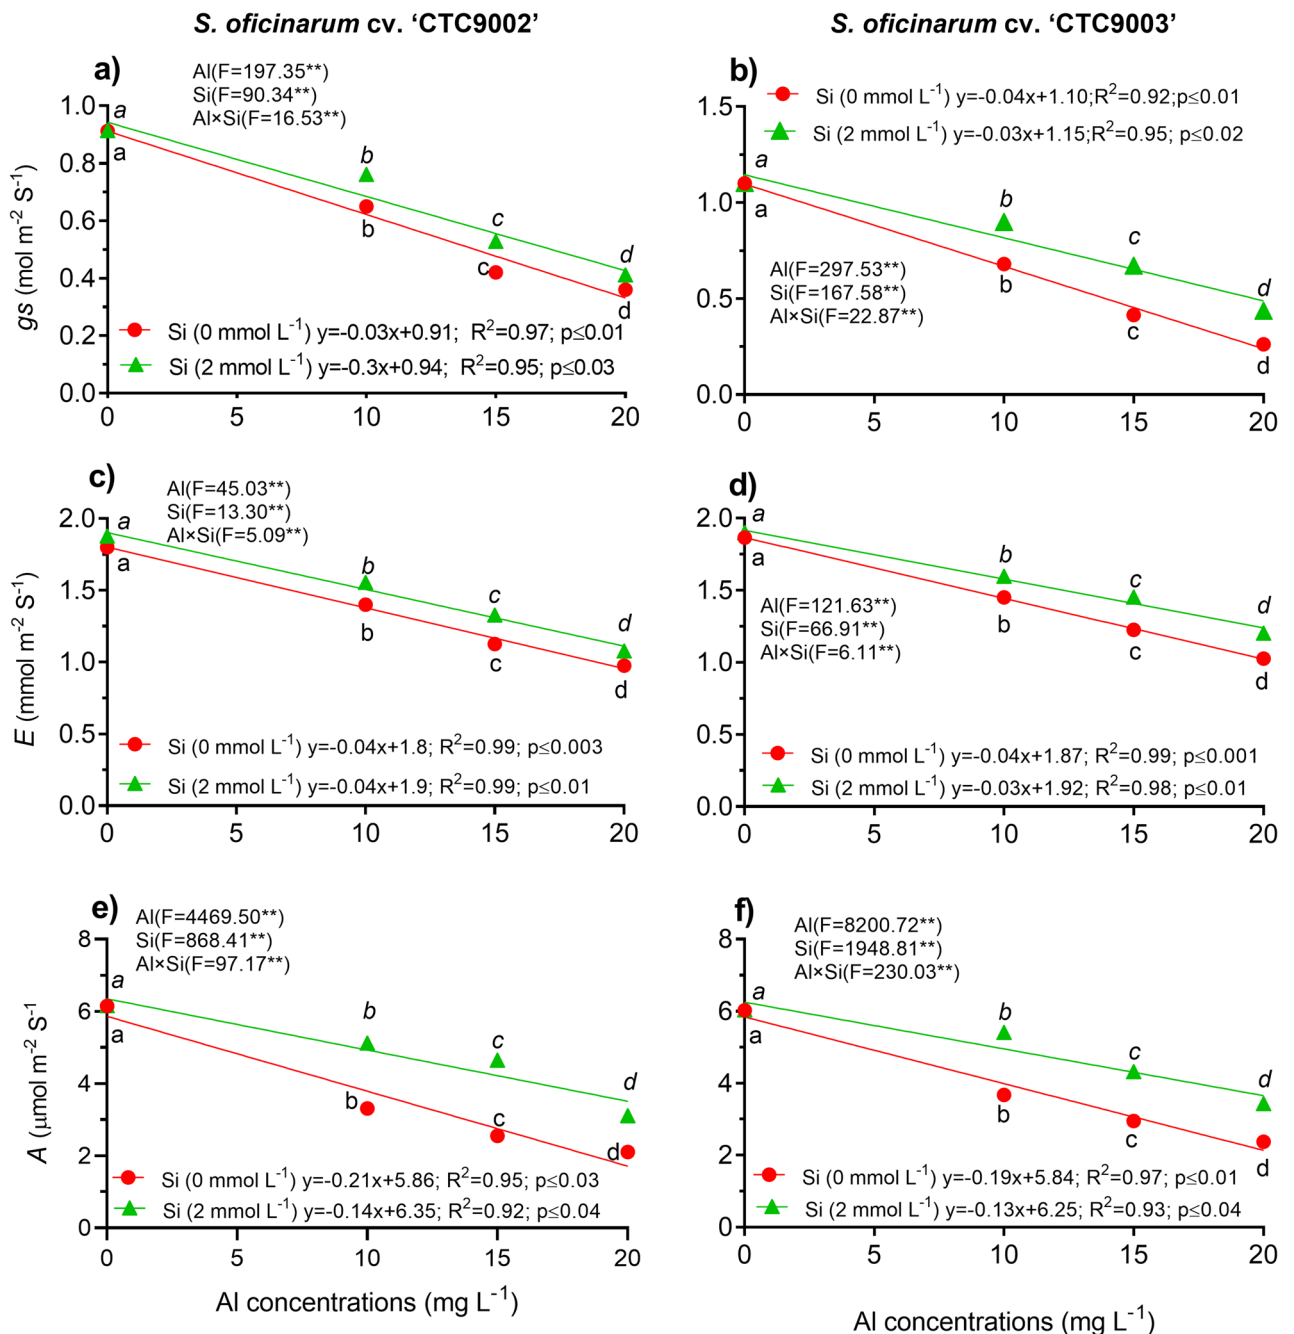 S. oficinarum cv. ‘CTC9002’
S. oficinarum cv. ‘CTC9003’
a)
Al(F=197.35**)
Si(F=90.34**)
Al×Si(F=16.53**)
1.0
0.8
0.6
0.4
0.2
0.0
gs (mol m-2 S-1)
a
a
b
b
c
c
d
d
Si (0 mmol L-1) y=-0.03x+0.91; R2=0.97; p≤0.01
Si (2 mmol L-1) y=-0.3x+0.94; R2=0.95; p≤0.03
0 5 10 15 20
b)
Si (0 mmol L-1) y=-0.04x+1.10;R2=0.92;p≤0.01
Si (2 mmol L-1) y=-0.03x+1.15;R2=0.95; p≤0.02
1.5
1.0
0.5
0.0
a
a
b
b
c
c
d
d
Al(F=297.53**)
Si(F=167.58**)
Al×Si(F=22.87**)
0 5 10 15 20
c)
Al(F=45.03**)
Si(F=13.30**)
Al×Si(F=5.09**)
2.0
1.5
1.0
0.5
0.0
E (mmol m-2 S-1)
a
a
b
b
c
c
d
d
Si (0 mmol L-1) y=-0.04x+1.8; R2=0.99; p≤0.003
Si (2 mmol L-1) y=-0.04x+1.9; R2=0.99; p≤0.01
0 5 10 15 20
d)
2.0
1.5
1.0
0.5
0.0
a
a
b
b
c
c
d
d
Al(F=121.63**)
Si(F=66.91**)
Al×Si(F=6.11**)
Si (0 mmol L-1) y=-0.04x+1.87; R2=0.99; p≤0.001
Si (2 mmol L-1) y=-0.03x+1.92; R2=0.98; p≤0.01
0 5 10 15 20
e)
Al(F=4469.50**)
Si(F=868.41**)
Al×Si(F=97.17**)
8
6
4
2
0
A (µmol m-2 S-1)
a
a
b
b
c
c
d
d
Si (0 mmol L-1) y=-0.21x+5.86; R2=0.95; p≤0.03
Si (2 mmol L-1) y=-0.14x+6.35; R2=0.92; p≤0.04
0 5 10 15 20
Al concentrations (mg L-1)
f)
Al(F=8200.72**)
Si(F=1948.81**)
Al×Si(F=230.03**)
8
6
4
2
0
a
a
b
b
c
c
d
d
Si (0 mmol L-1) y=-0.19x+5.84; R2=0.97; p≤0.01
Si (2 mmol L-1) y=-0.13x+6.25; R2=0.93; p≤0.04
0 5 10 15 20
Al concentrations (mg L-1)